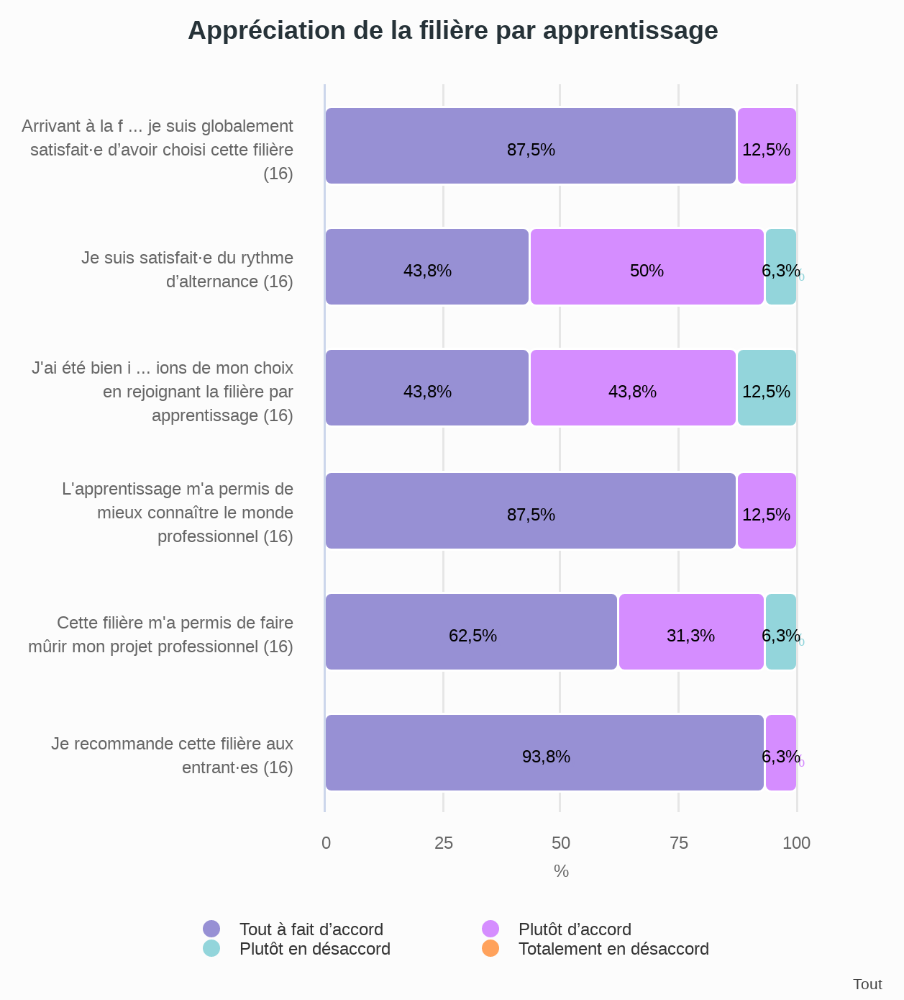 Appréciation de la filière par apprentissage
Arrivant à la f ... je suis globalement
satisfait·e d’avoir choisi cette filière
(16)
87,5%
12,5%
Je suis satisfait·e du rythme
d’alternance (16)
43,8%
50%
6,3%
J'ai été bien i ... ions de mon choix
en rejoignant la filière par
apprentissage (16)
43,8%
43,8%
12,5%
L'apprentissage m'a permis de
mieux connaître le monde
professionnel (16)
87,5%
12,5%
Cette filière m'a permis de faire
mûrir mon projet professionnel (16)
62,5%
31,3%
6,3%
Je recommande cette filière aux
entrant·es (16)
93,8%
6,3%
0 25 50 75 100
%
Tout à fait d’accord
Plutôt d’accord
Plutôt en désaccord
Totalement en désaccord
Tout